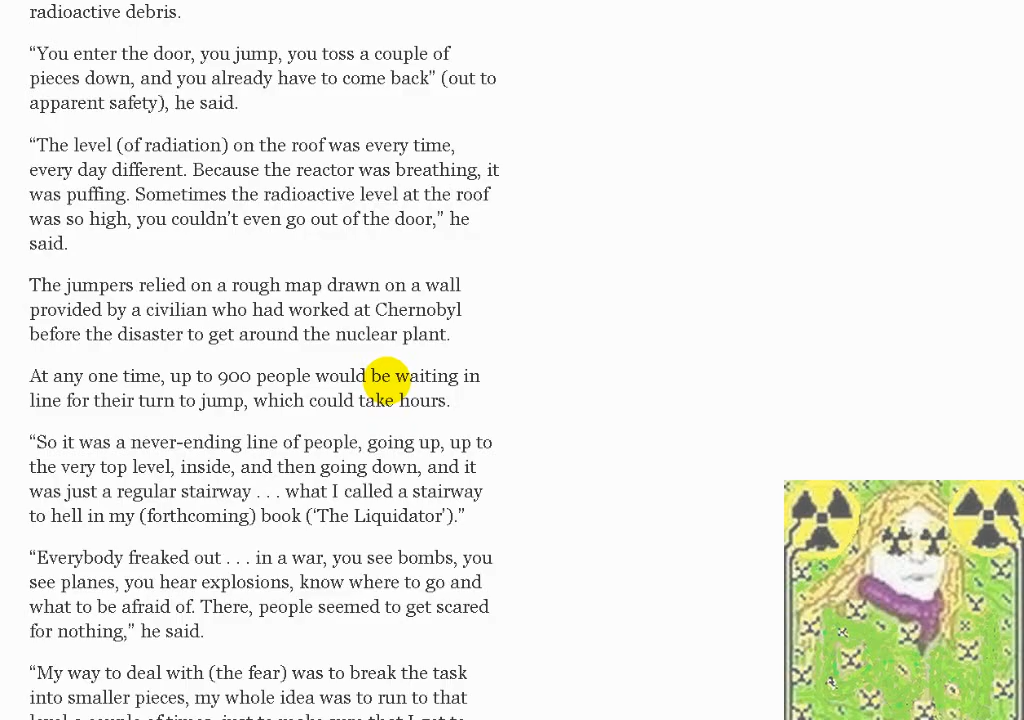 radioactive debris.
“You enter the door, you jump, you toss a couple of
pieces down, and you already have to come back” (out to
apparent safety), he said.
“The level (of radiation) on the roof was every time,
every day different. Because the reactor was breathing, it
was puffing. Sometimes the radioactive level at the roof
was so high, you couldn’t even go out of the door,” he
said.
The jumpers relied on a rough map drawn on a wall
provided by a civilian who had worked at Chernobyl
before the disaster to get around the nuclear plant.
At any one time, up to 900 people would be waiting in
line for their turn to jump, which could take hours.
“So it was a never-ending line of people, going up, up to
the very top level, inside, and then going down, and it
was just a regular stairway . . . what I called a stairway
to hell in my (forthcoming) book (‘The Liquidator’).”
“Everybody freaked out . . . in a war, you see bombs, you
see planes, you hear explosions, know where to go and
what to be afraid of. There, people seemed to get scared
for nothing,” he said.
“My way to deal with (the fear) was to break the task
into smaller pieces, my whole idea was to run to that
level a couple of times, just to make sure that I get to